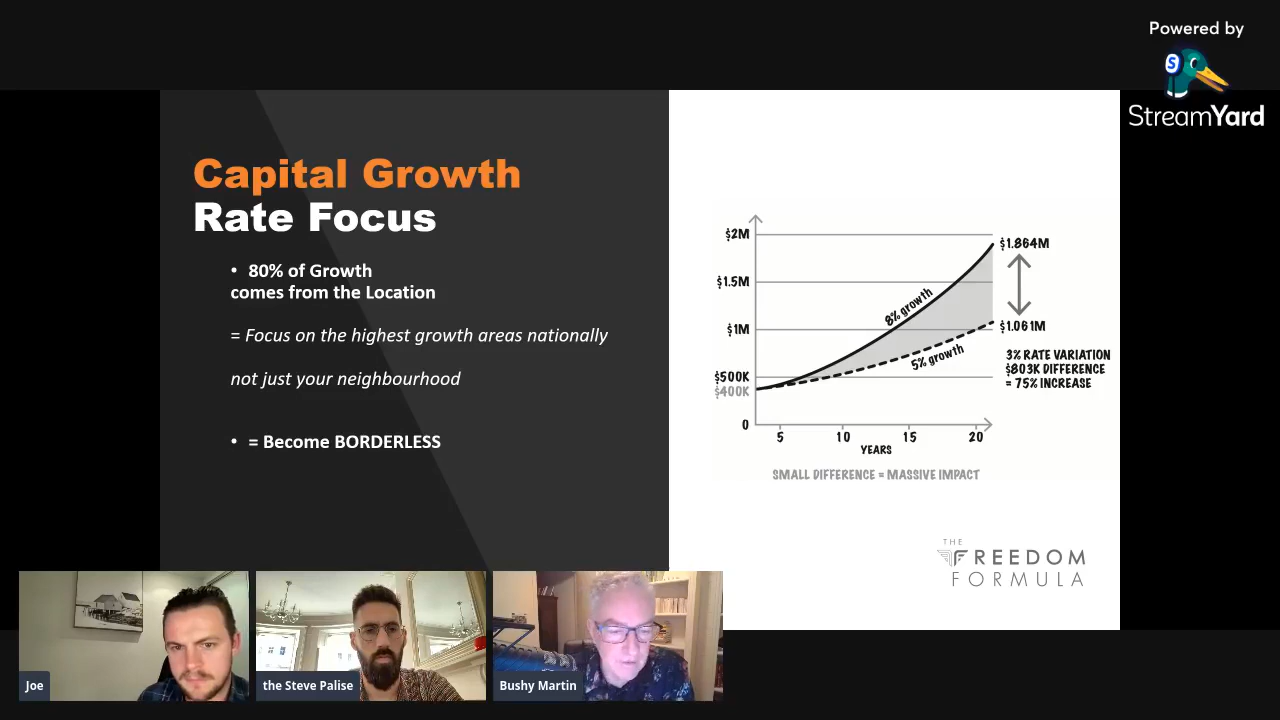 Powered by
S
StreamYard
Capital Growth
Rate Focus
• 80% of Growth
comes from the Location
= Focus on the highest growth areas nationally
not just your neighbourhood
• = Become BORDERLESS
$2M
$1.5M
$1M
$500K
$400K
0
5
10
15
20
YEARS
8% growth
5% growth
$1.864M
$1.061M
3% RATE VARIATION
$803K DIFFERENCE
= 75% INCREASE
SMALL DIFFERENCE = MASSIVE IMPACT
THE
FREEDOM
FORMULA
Joe
the Steve Palise
Bushy Martin